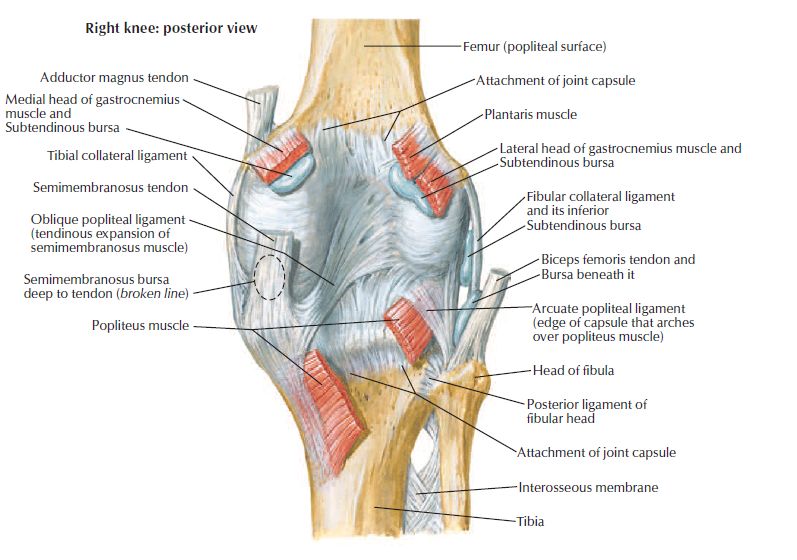 Right knee: posterior view
Adductor magnus tendon
Medial head of gastrocnemius
muscle and
Subtendinous bursa
Tibial collateral ligament
Semimembranosus tendon
Oblique popliteal ligament
(tendinous expansion of
semimembranosus muscle)
Semimembranosus bursa
deep to tendon (broken line)
Popliteus muscle
Femur (popliteal surface)
Attachment of joint capsule
Plantaris muscle
Lateral head of gastrocnemius muscle and
Subtendinous bursa
Fibular collateral ligament
and its inferior
Subtendinous bursa
Biceps femoris tendon and
Bursa beneath it
Arcuate popliteal ligament
(edge of capsule that arches
over popliteus muscle)
Head of fibula
Posterior ligament of
fibular head
Attachment of joint capsule
Interosseous membrane
Tibia